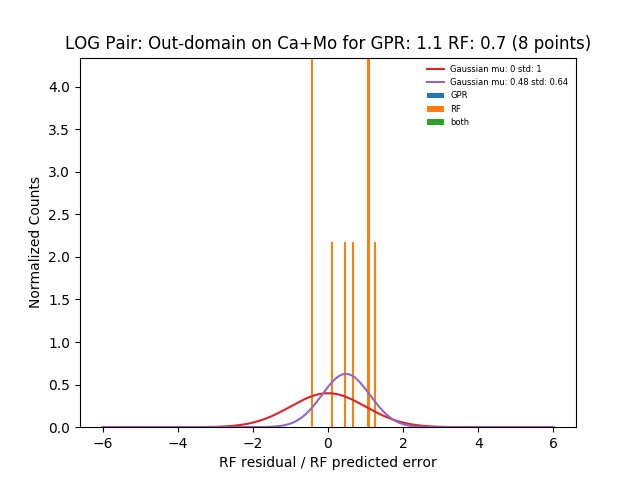 LOG Pair: Out-domain on Ca+Mo for GPR: 1.1 RF: 0.7 (8 points)
Gaussian mu: 0 std: 1
Gaussian mu: 0.48 std: 0.64
GPR
RF
both
Normalized Counts
4.0
3.5
3.0
2.5
2.0
1.5
1.0
0.5
0.0
−6
−4
−2
0
2
4
6
RF residual / RF predicted error